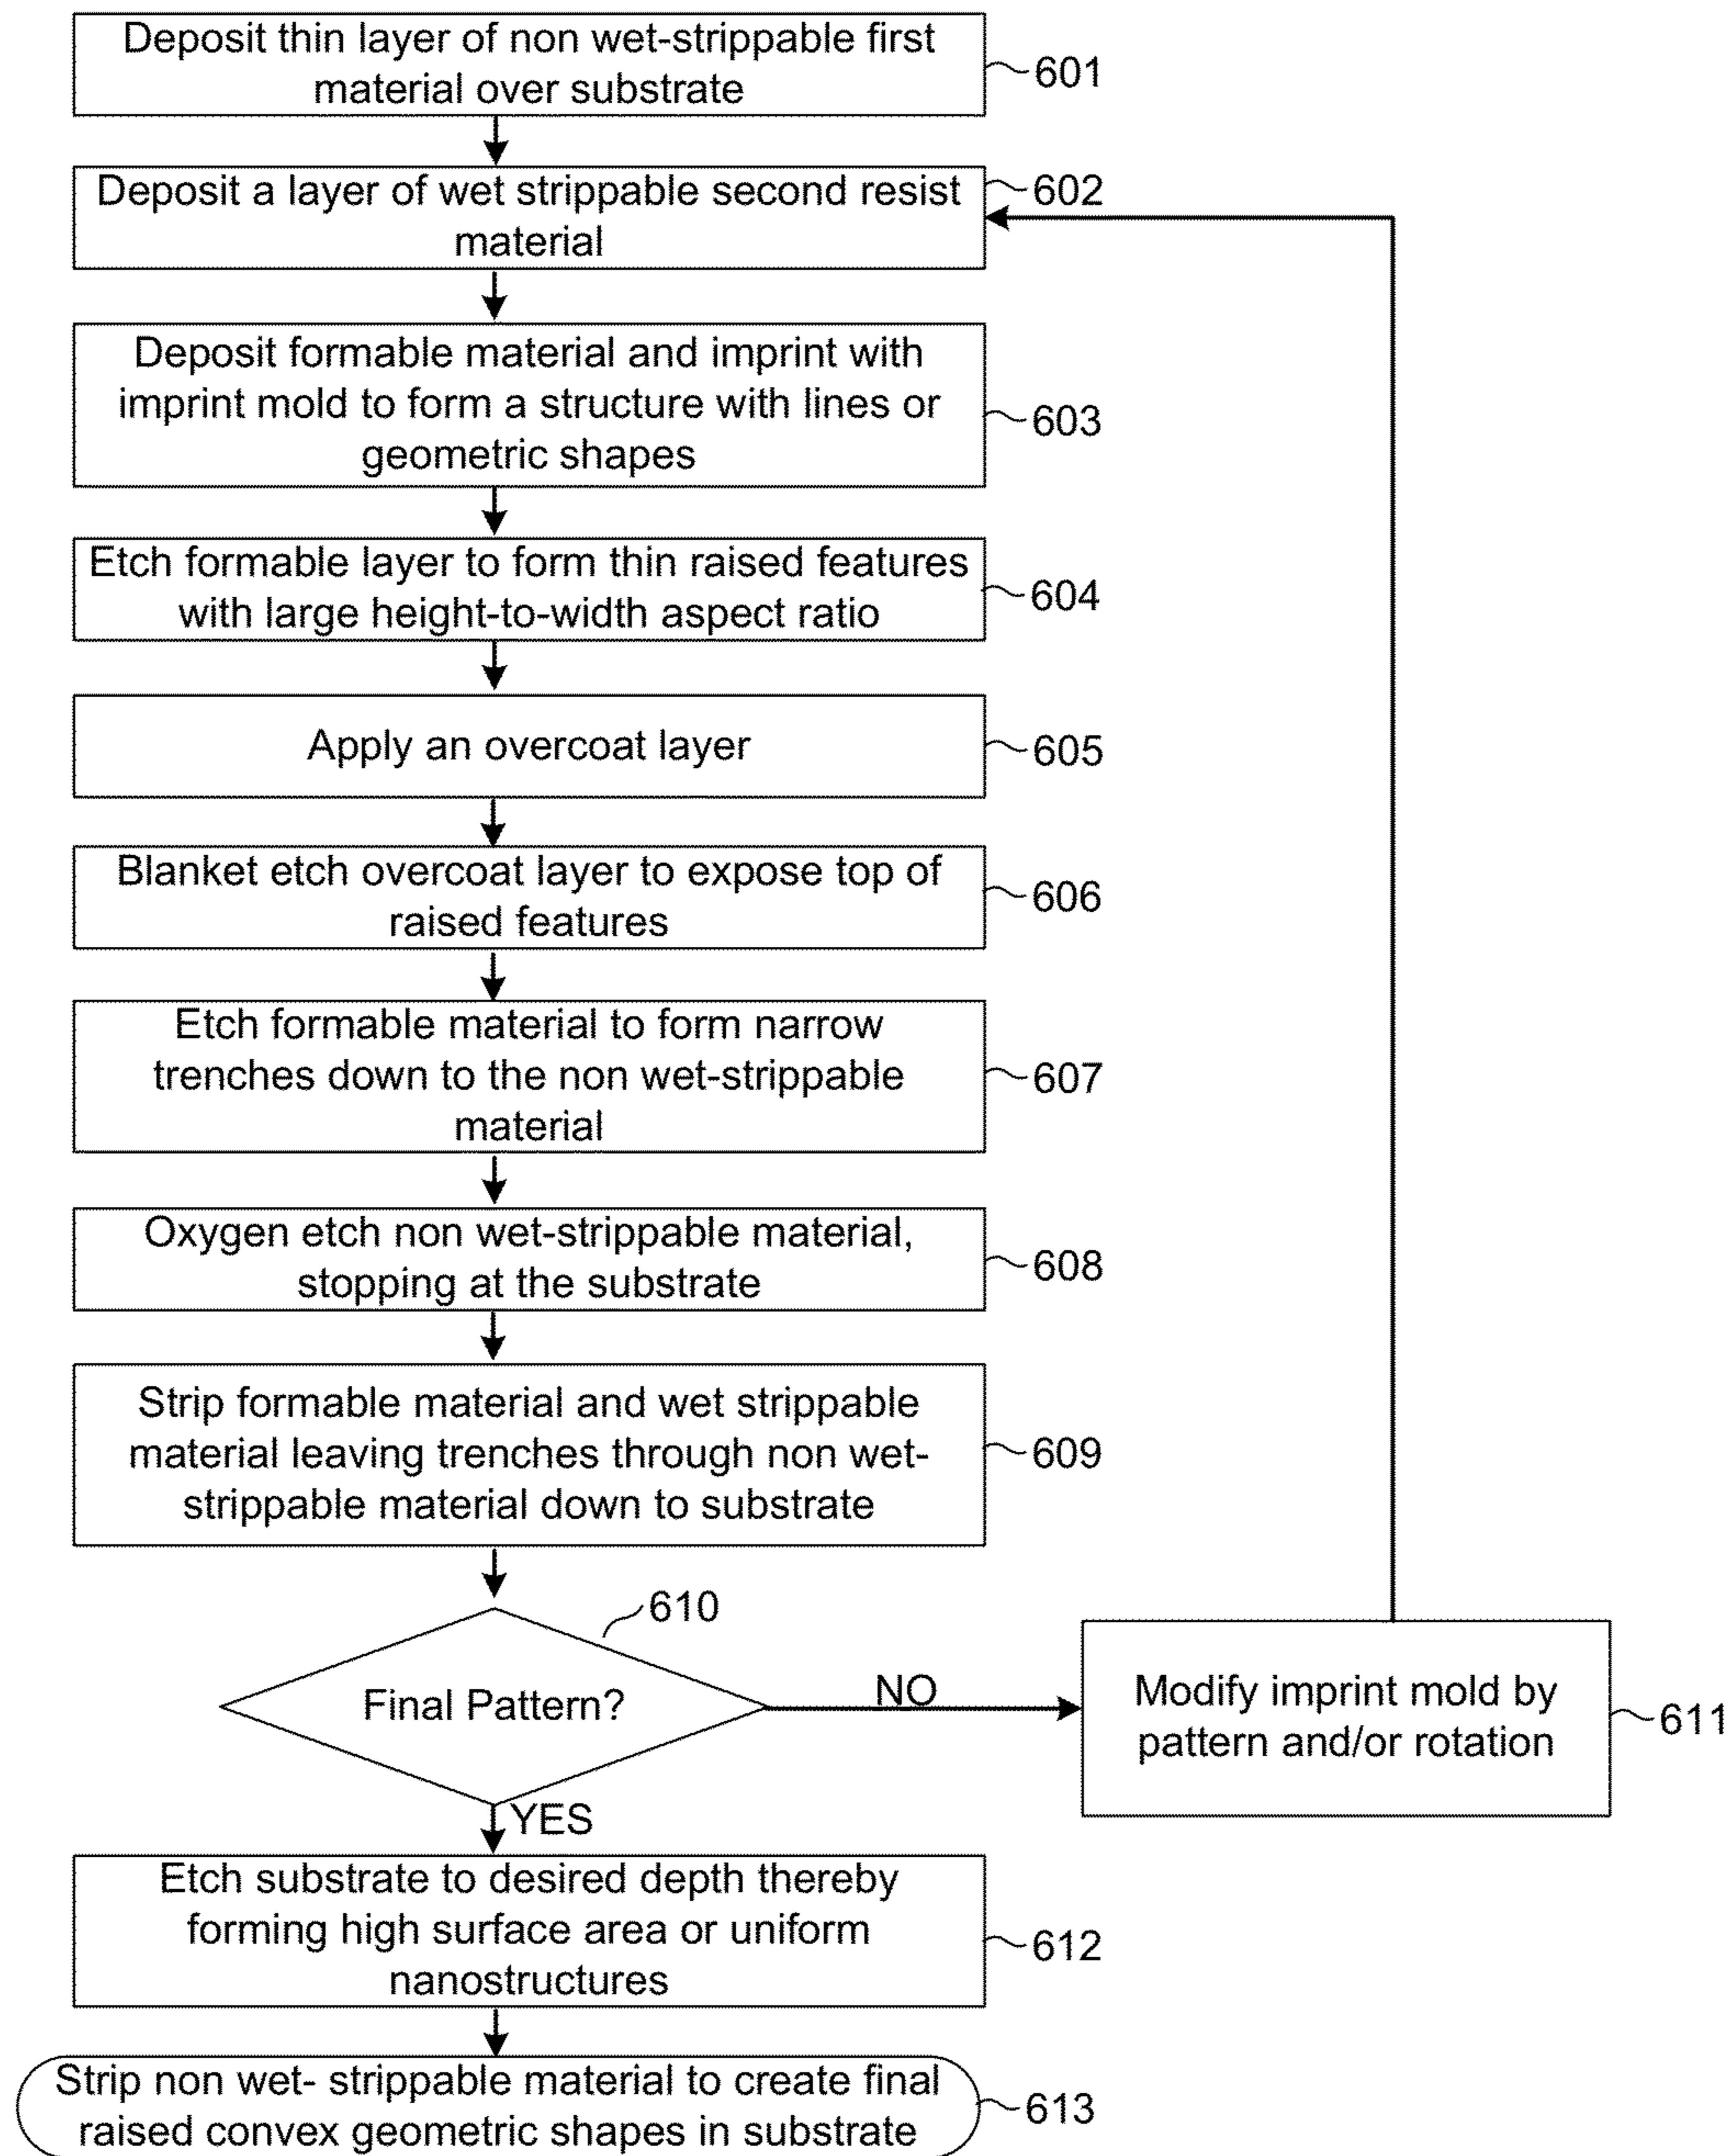 Deposit thin layer of non wet-strippable first
material over substrate
601
Deposit a layer of wet strippable second resist
material
602
Deposit formable material and imprint with
imprint mold to form a structure with lines or
geometric shapes
603
Etch formable layer to form thin raised features
with large height-to-width aspect ratio
604
Apply an overcoat layer
605
Blanket etch overcoat layer to expose top of
raised features
606
Etch formable material to form narrow
trenches down to the non wet-strippable
material
607
Oxygen etch non wet-strippable material,
stopping at the substrate
608
Strip formable material and wet strippable
material leaving trenches through non wet-
strippable material down to substrate
609
610
Final Pattern?
NO
Modify imprint mold by
pattern and/or rotation
611
YES
Etch substrate to desired depth thereby
forming high surface area or uniform
nanostructures
612
Strip non wet- strippable material to create final
raised convex geometric shapes in substrate
613